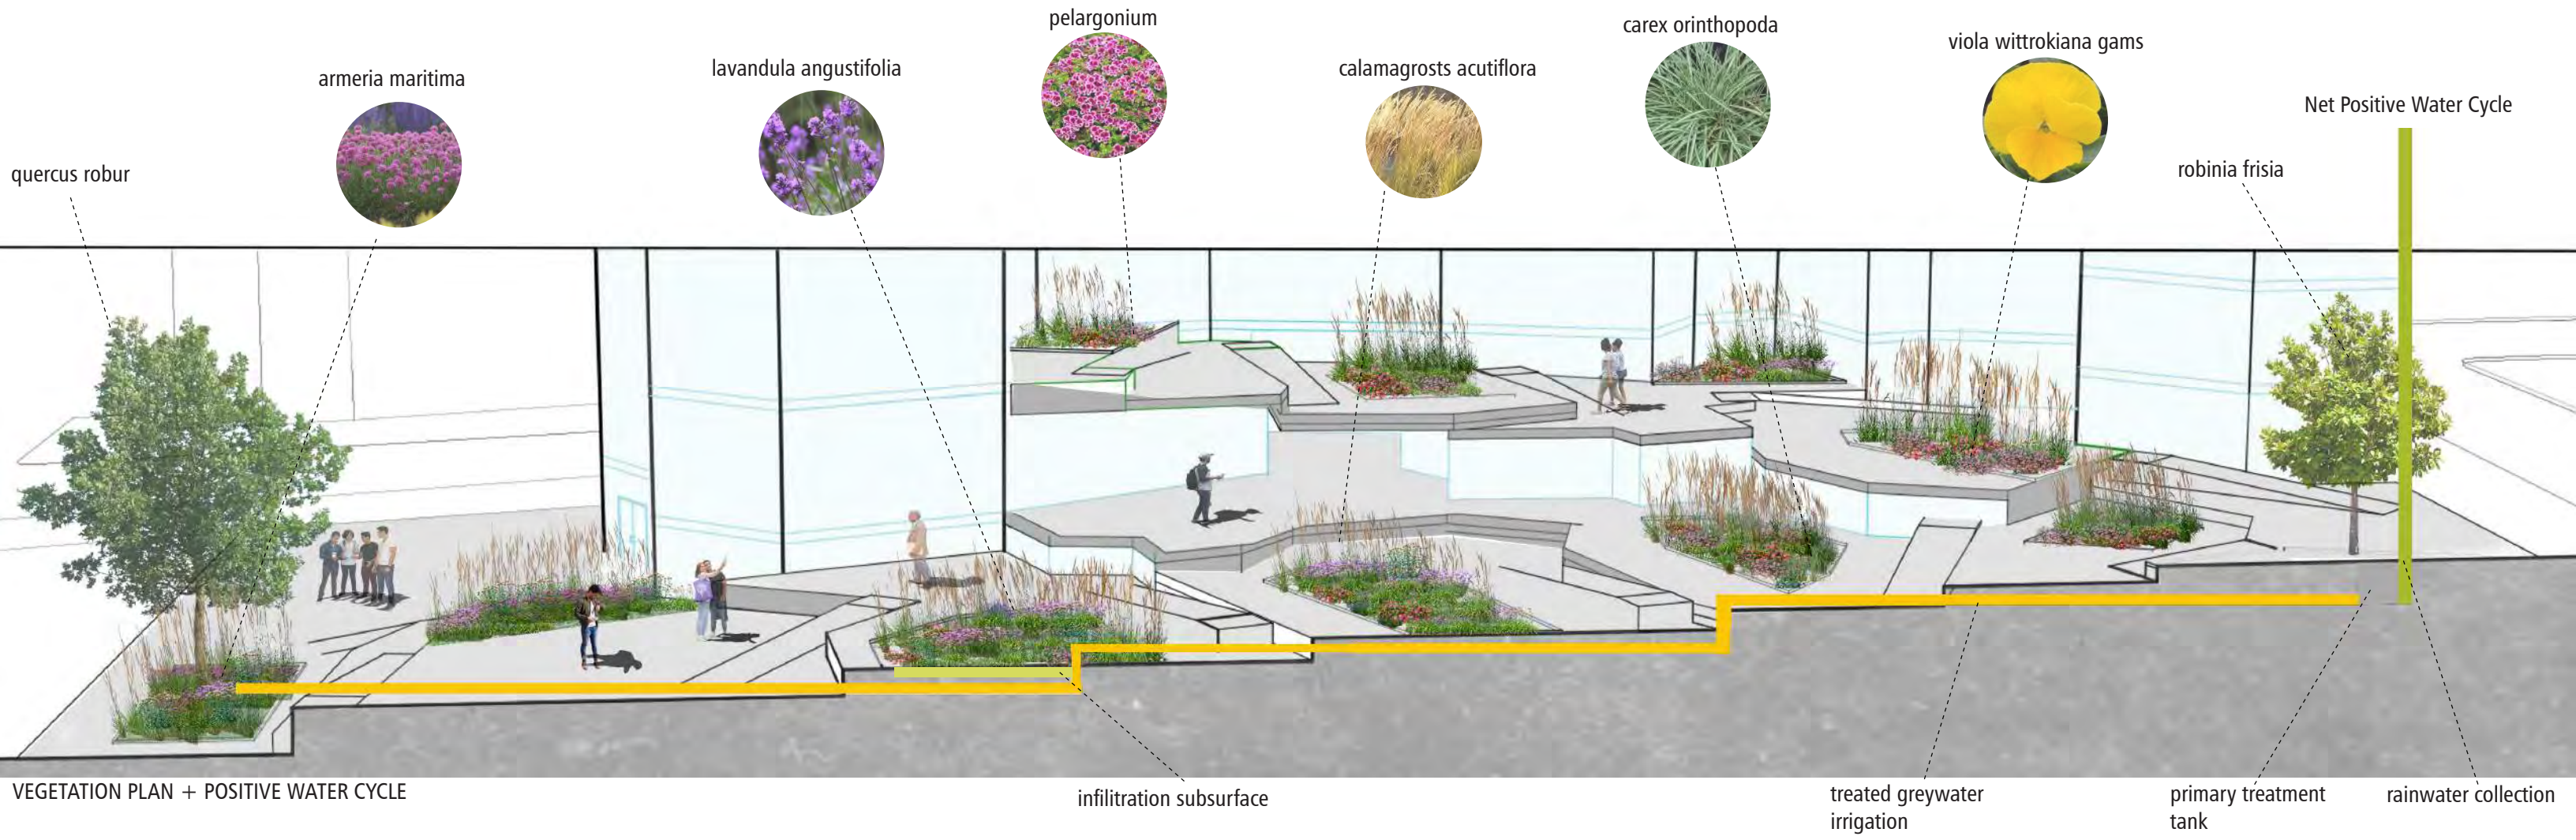 pelargonium
carex orinthopoda
viola wittrokiana gams
armeria maritima
lavandula angustifolia
calamagrosts acutiflora
Net Positive Water Cycle
quercus robur
robinia frisia
VEGETATION PLAN + POSITIVE WATER CYCLE
infilitration subsurface
treated greywater
irrigation
primary treatment
tank
rainwater collection